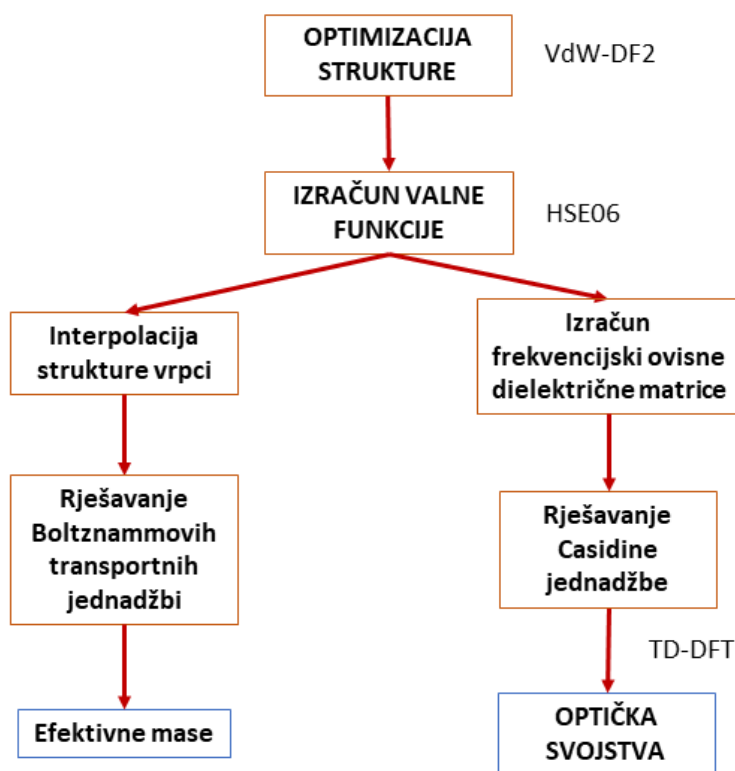 OPTIMIZACIJA
STRUKTURE
VdW-DF2
IZRAČUN VALNE
FUNKCIJE
HSE06
Interpolacija
strukture vrpci
Izračun
frekvencijski ovisne
dielektrične matrice
Rješavanje
Boltznammovih
transportnih
jednadžbi
Rješavanje
Casidine
jednadžbe
TD-DFT
Efektivne mase
OPTIČKA
SVOJSTVA